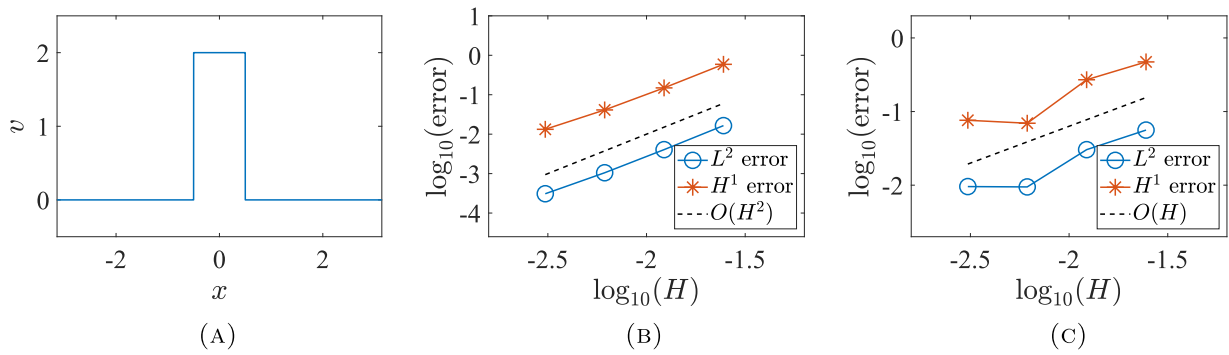 2
1
0
v
-2
0
2
x
(A)
1
0
-1
-2
-3
-4
log10(error)
L² error
H¹ error
O(H²)
-2.5
-2
-1.5
log10(H)
(B)
0
-1
-2
log10(error)
L² error
H¹ error
O(H)
-2.5
-2
-1.5
log10(H)
(C)